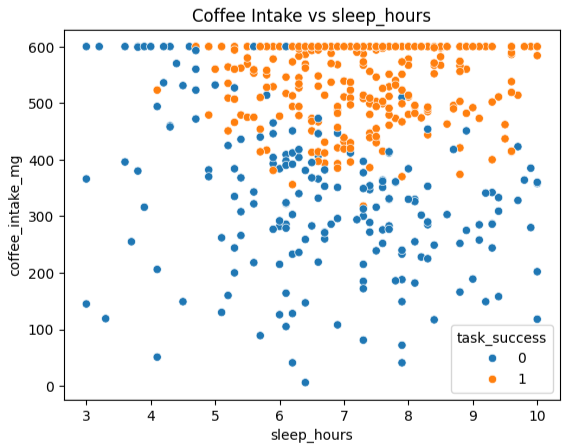 Coffee Intake vs sleep_hours
600
500
400
300
200
100
0
coffee_intake_mg
3 4 5 6 7 8 9 10
sleep_hours
task_success
0
1